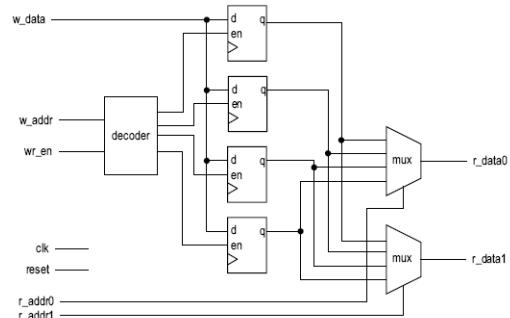 w_data
d q
en
d q
en
w_addr
decoder
wr_en
d q
en
mux
r_data0
d q
en
clk
mux
r_data1
reset
r_addr0
r_addr1